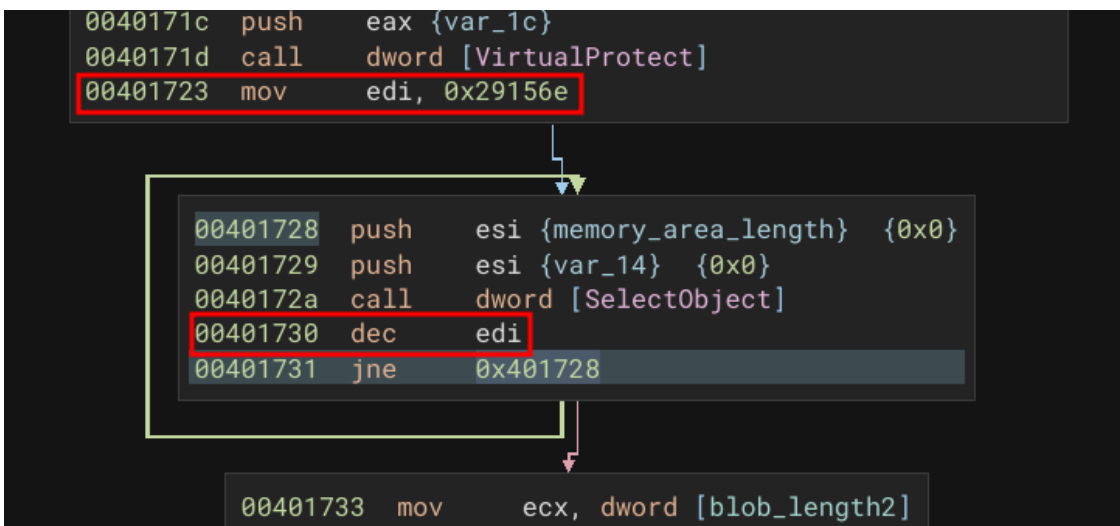 0040171c push eax {var_1c}
0040171d call dword [VirtualProtect]
00401723 mov edi, 0x29156e
00401728 push esi {memory_area_length} {0x0}
00401729 push esi {var_14} {0x0}
0040172a call dword [SelectObject]
00401730 dec edi
00401731 jne 0x401728
00401733 mov ecx, dword [blob_length2]